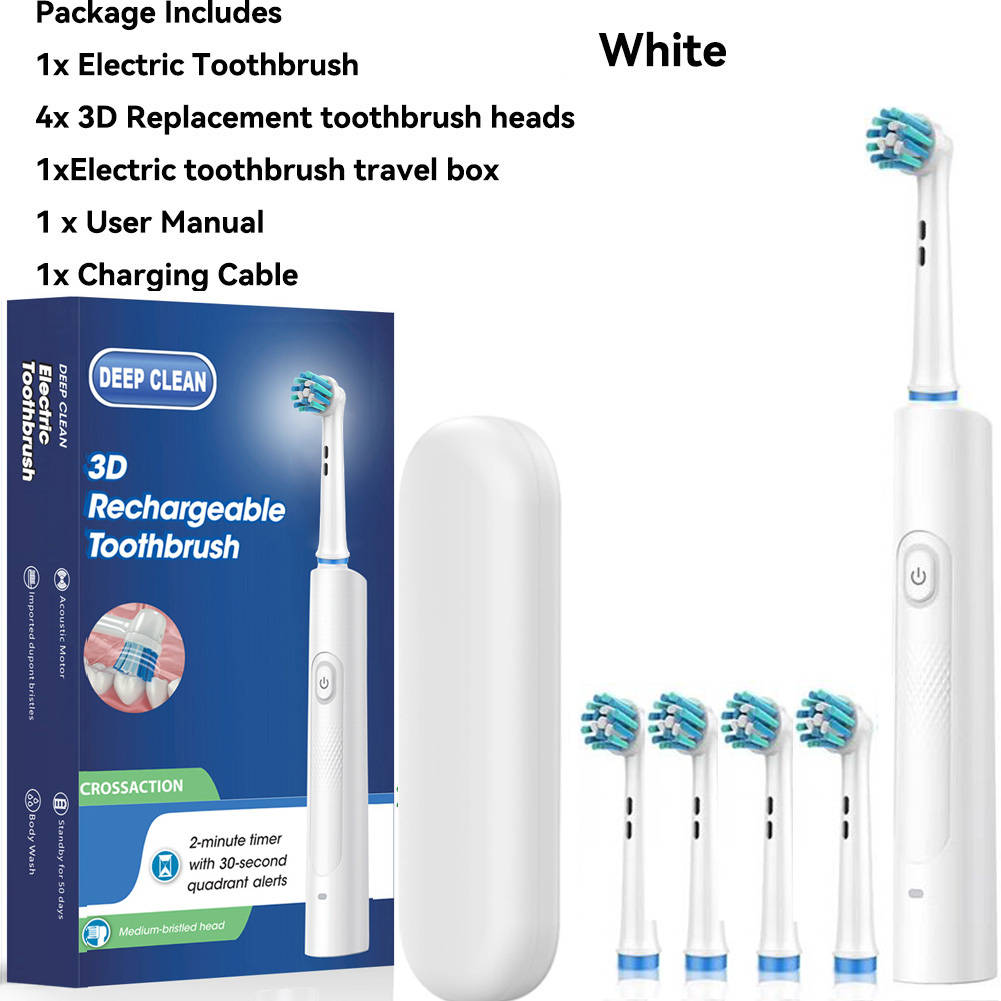 Package Includes
1x Electric Toothbrush
4x 3D Replacement toothbrush heads
1xElectric toothbrush travel box
1 x User Manual
1x Charging Cable
White
DEEP CLEAN
Electric
Toothbrush
Acoustic Motor
Imported dupont bristles
Standby for 50 days
Body Wash
DEEP CLEAN
3D
Rechargeable
Toothbrush
CROSSACTION
2-minute timer
with 30-second
quadrant alerts
Medium-bristled head